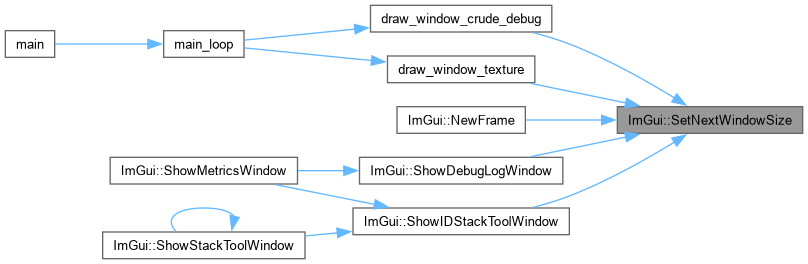 draw_window_crude_debug
main
main_loop
draw_window_texture
ImGui::NewFrame
ImGui::SetNextWindowSize
ImGui::ShowMetricsWindow
ImGui::ShowDebugLogWindow
ImGui::ShowIDStackToolWindow
ImGui::ShowStackToolWindow